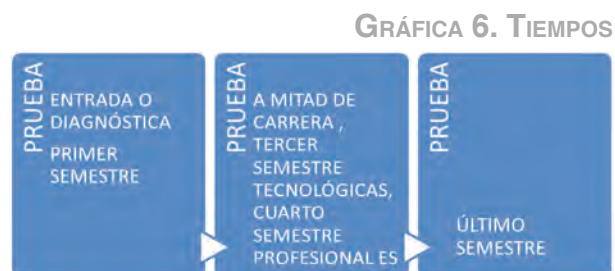 GRÁFICA 6. TIEMPOS
PRUEBA
ENTRADA O
DIAGNÓSTICA
PRIMER
SEMESTRE
PRUEBA
A MITAD DE
CARRERA ,
TERCER
SEMESTRE
TECNOLÓGICAS,
CUARTO
SEMESTRE
PROFESIONAL ES
PRUEBA
ÚLTIMO
SEMESTRE